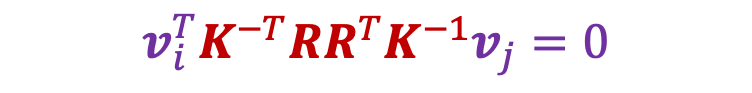 $v_i^T K^{-T} R R^T K^{-1} v_j = 0$